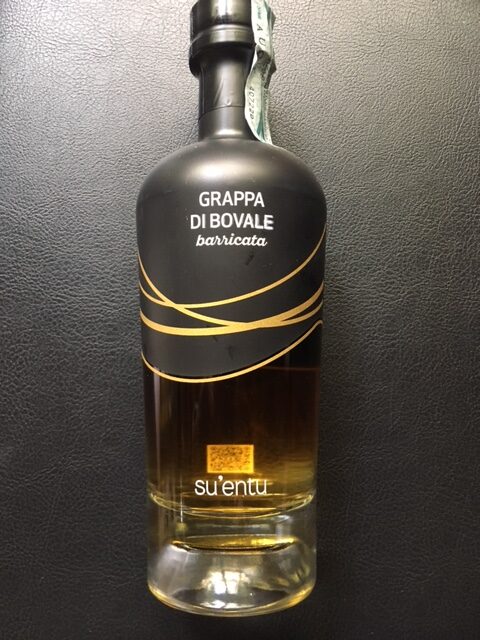 GRAPPA
DI BOVALE
barricata
su'entu